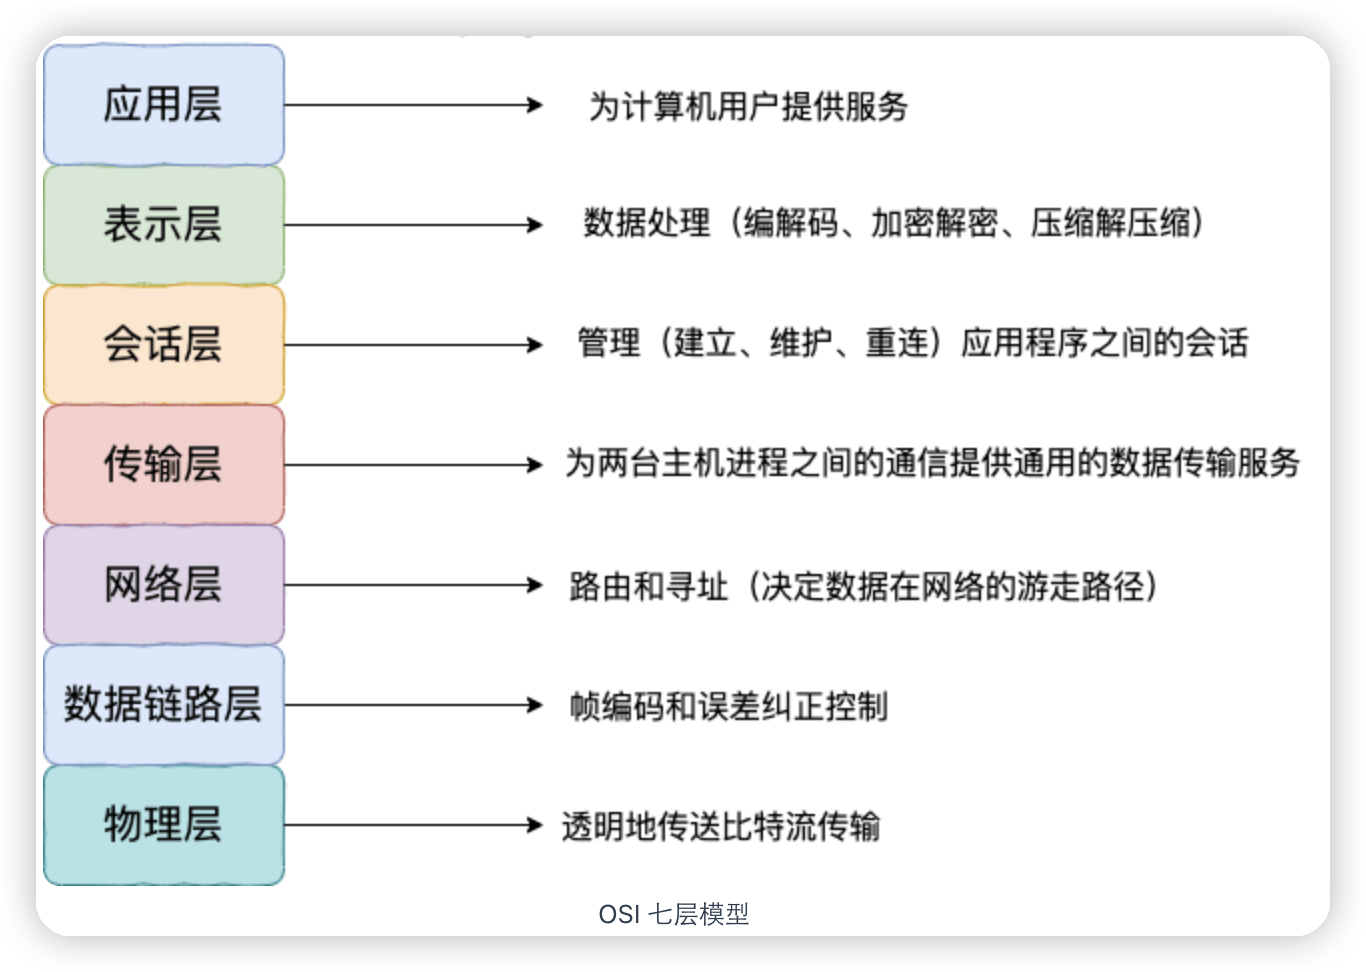 应用层
为计算机用户提供服务
表示层
数据处理（编解码、加密解密、压缩解压缩）
会话层
管理（建立、维护、重连）应用程序之间的会话
传输层
为两台主机进程之间的通信提供通用的数据传输服务
网络层
路由和寻址（决定数据在网络的游走路径）
数据链路层
帧编码和误差纠正控制
物理层
透明地传送比特流传输
OSI 七层模型